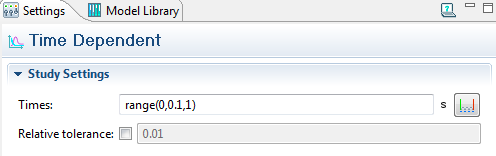 Settings Model Library
Time Dependent
Study Settings
Times: range(0,0.1,1) s
Relative tolerance: 0.01